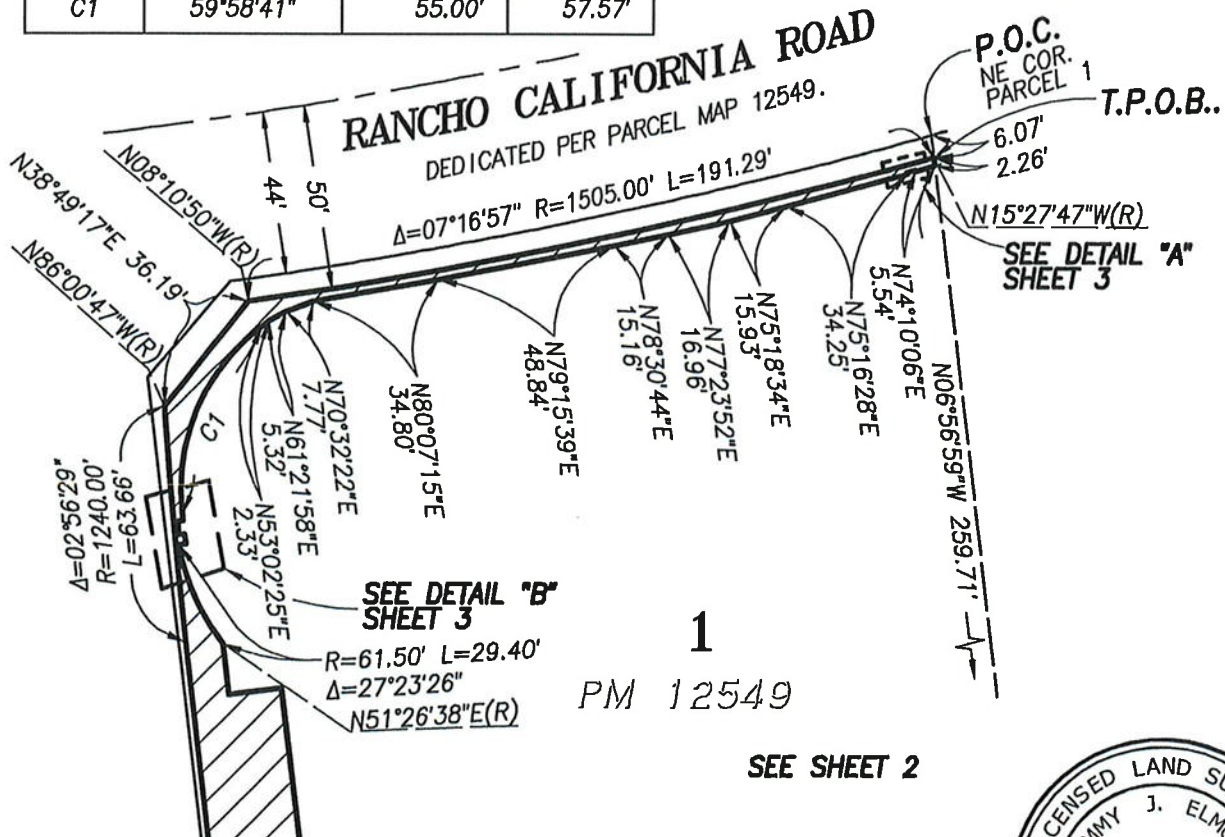 C1 59°58'41" 55.00' 57.57'
RANCHO CALIFORNIA ROAD
DEDICATED PER PARCEL MAP 12549.
P.O.C.
NE COR.
PARCEL 1
T.P.O.B..
6.07'
2.26'
N15°27'47"W(R)
SEE DETAIL "A"
SHEET 3
N08°10'50"W(R)
N38°49'17"E 36.19'
N86°00'47"W(R)
44'
50'
Δ=07°16'57" R=1505.00' L=191.29'
N74°10'06"E
5.54'
N75°16'28"E
34.25'
N75°18'34"E
15.93'
N77°23'52"E
16.96'
N78°30'44"E
15.16'
N79°15'39"E
48.84'
N80°07'15"E
34.80'
N70°32'22"E
7.77'
N61°21'58"E
5.32'
N53°02'25"E
2.33'
N06°56'59"W 259.71'
C1
Δ=02°56'29"
R=1240.00'
L=63.66'
SEE DETAIL "B"
SHEET 3
R=61.50' L=29.40'
Δ=27°23'26"
N51°26'38"E(R)
1
PM 12549
SEE SHEET 2
CENSED LAND SU
MMY J. ELM